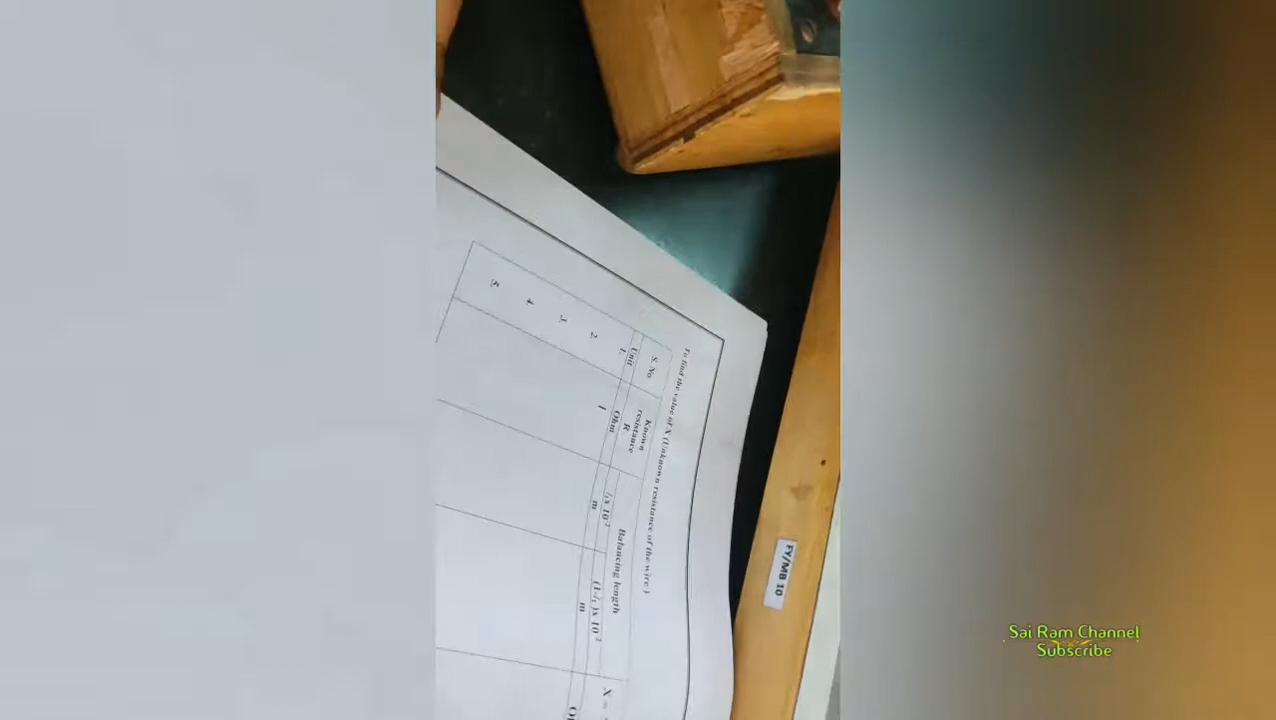 To find the value of X (Unknown resistance of the wire)
S. No
Known resistance R
Balancing length
l₁ x 10⁻²
(1-l₁) x 10⁻²
X =
Unit
Ohm
m
m
1.
1
2.
3.
4.
5.
FY/MB 10
Sai Ram Channel
Subscribe